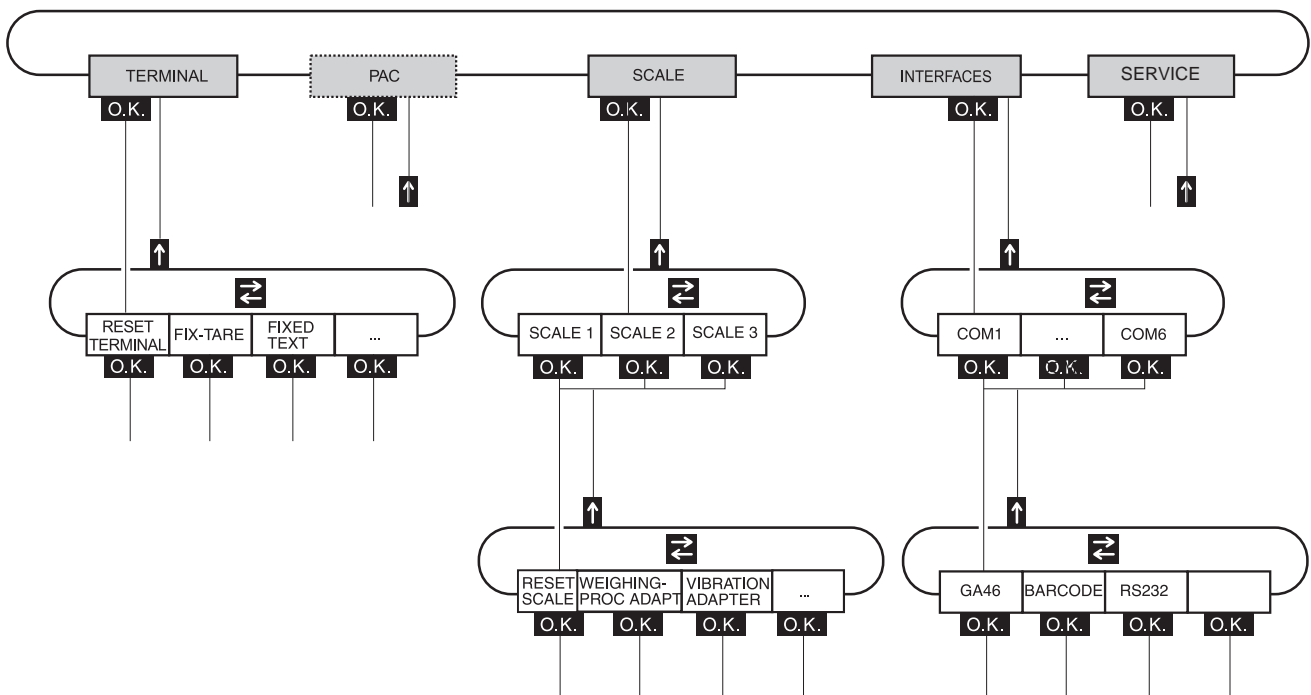 TERMINAL
PAC
SCALE
INTERFACES
SERVICE
O.K.
O.K.
O.K.
O.K.
O.K.
RESET
TERMINAL
FIX-TARE
FIXED
TEXT
...
SCALE 1
SCALE 2
SCALE 3
COM1
...
COM6
O.K.
O.K.
O.K.
O.K.
O.K.
O.K.
O.K.
O.K.
O.K.
O.K.
RESET
SCALE
WEIGHING-
PROC ADAPT
VIBRATION
ADAPTER
...
GA46
BARCODE
RS232
O.K.
O.K.
O.K.
O.K.
O.K.
O.K.
O.K.
O.K.